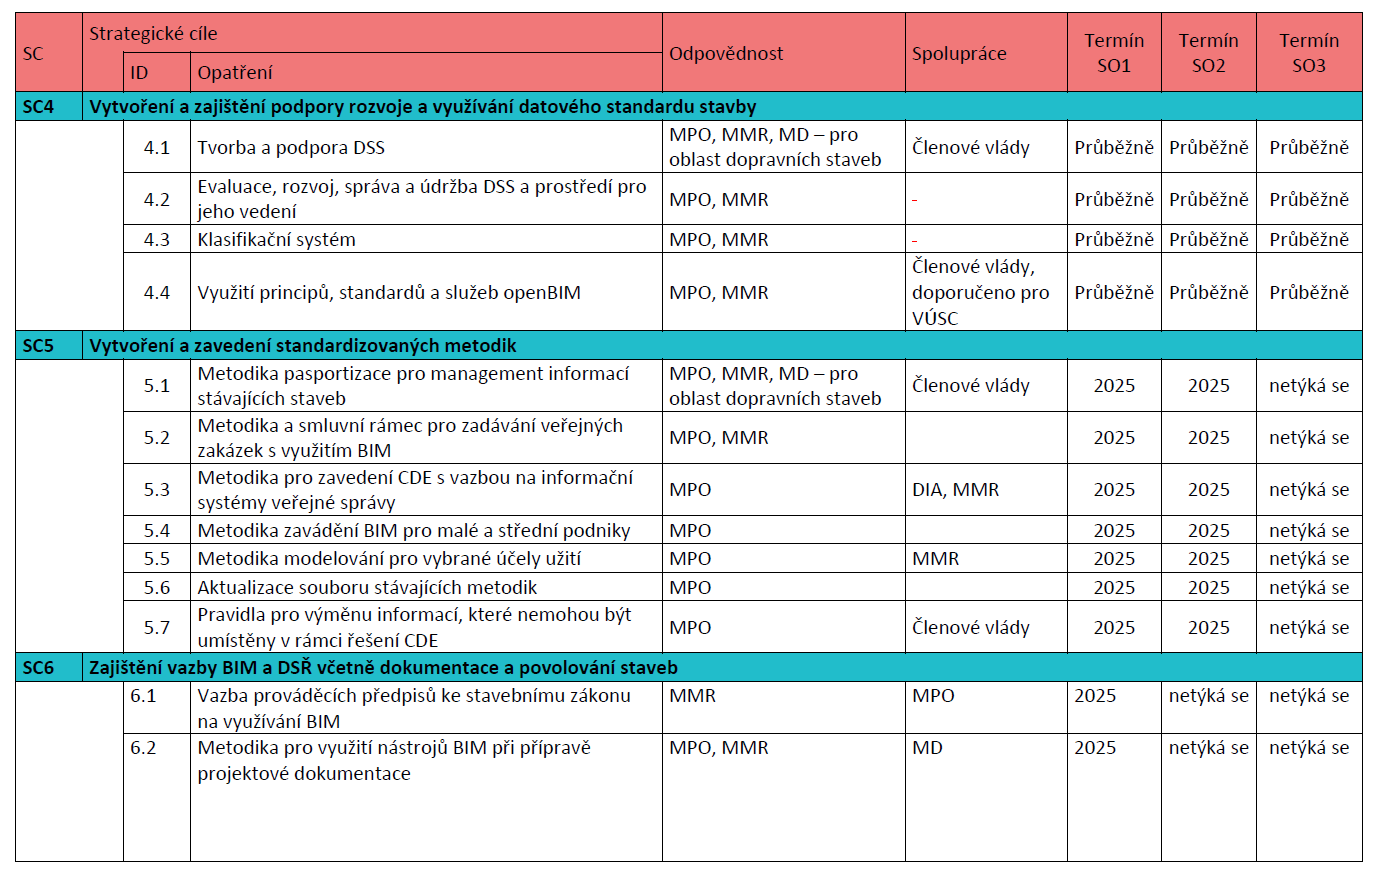 SC
Strategické cíle
ID
Opatření
Odpovědnost
Spolupráce
Termín
SO1
Termín
SO2
Termín
SO3
SC4 Vytvoření a zajištění podpory rozvoje a využívání datového standardu stavby
4.1 Tvorba a podpora DSS
MPO, MMR, MD – pro
oblast dopravních staveb
Členové vlády
Průběžně Průběžně Průběžně
4.2
Evaluace, rozvoj, správa a údržba DSS a prostředí pro
jeho vedení
MPO, MMR - Průběžně Průběžně Průběžně
4.3 Klasifikační systém MPO, MMR - Průběžně Průběžně Průběžně
4.4 Využití principů, standardů a služeb openBIM MPO, MMR
Členové vlády,
doporučeno pro
VÚSC
Průběžně Průběžně Průběžně
SC5 Vytvoření a zavedení standardizovaných metodik
5.1
Metodika pasportizace pro management informací
stávajících staveb
MPO, MMR, MD – pro
oblast dopravních staveb
Členové vlády 2025 2025 netýká se
5.2
Metodika a smluvní rámec pro zadávání veřejných
zakázek s využitím BIM
MPO, MMR 2025 2025 netýká se
5.3
Metodika pro zavedení CDE s vazbou na informační
systémy veřejné správy
MPO DIA, MMR 2025 2025 netýká se
5.4 Metodika zavádění BIM pro malé a střední podniky MPO 2025 2025 netýká se
5.5 Metodika modelování pro vybrané účely užití MPO MMR 2025 2025 netýká se
5.6 Aktualizace souboru stávajících metodik MPO 2025 2025 netýká se
5.7
Pravidla pro výměnu informací, které nemohou být
umístěny v rámci řešení CDE
MPO Členové vlády 2025 2025 netýká se
SC6 Zajištění vazby BIM a DSŘ včetně dokumentace a povolování staveb
6.1
Vazba prováděcích předpisů ke stavebnímu zákonu
na využívání BIM
MMR MPO 2025 netýká se netýká se
6.2
Metodika pro využití nástrojů BIM při přípravě
projektové dokumentace
MPO, MMR MD 2025 netýká se netýká se